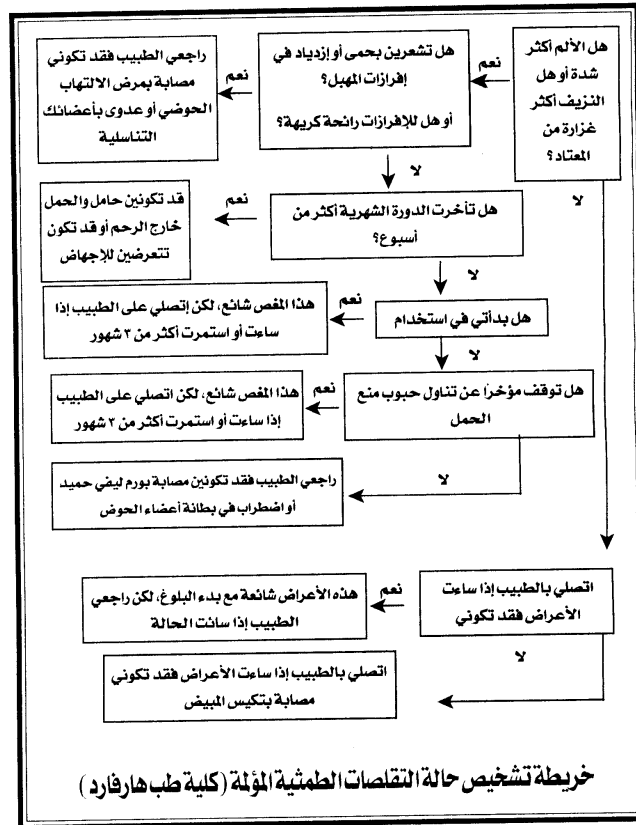 هل الألم أكثر
شدة أو هل
النزيف أكثر
غزارة من
المعتاد؟
نعم
هل تشعرين بحمى أو إزدياد في
إفرازات المهبل؟
أو هل للإفرازات رائحة كريهة؟
نعم
راجعي الطبيب فقد تكوني
مصابة بمرض الالتهاب
الحوضي أو عدوى بأعضائك
التناسلية
لا
لا
هل تأخرت الدورة الشهرية أكثر من
أسبوع؟
نعم
قد تكونين حامل والحمل
خارج الرحم أو قد تكون
تتعرضين للإجهاض
لا
هل بدأتي في استخدام
نعم
هذا المغص شائع، لكن إتصلي على الطبيب إذا
ساءت أو استمرت أكثر من ٣ شهور
لا
هل توقف مؤخراً عن تناول حبوب منع
الحمل
نعم
هذا المغص شائع، لكن اتصلي على الطبيب
إذا ساءت أو استمرت أكثر من ٣ شهور
لا
راجعي الطبيب فقد تكونين مصابة بورم ليفي حميد
أو اضطراب في بطانة أعضاء الحوض
اتصلي بالطبيب إذا ساءت
الأعراض فقد تكوني
نعم
هذه الأعراض شائعة مع بدء البلوغ، لكن راجعي
الطبيب إذا سائت الحالة
لا
اتصلي بالطبيب إذا ساءت الأعراض فقد تكوني
مصابة بتكيس المبيض
خريطة تشخيص حالة التقلصات الطمثية المؤلمة (كلية طب هارفارد)